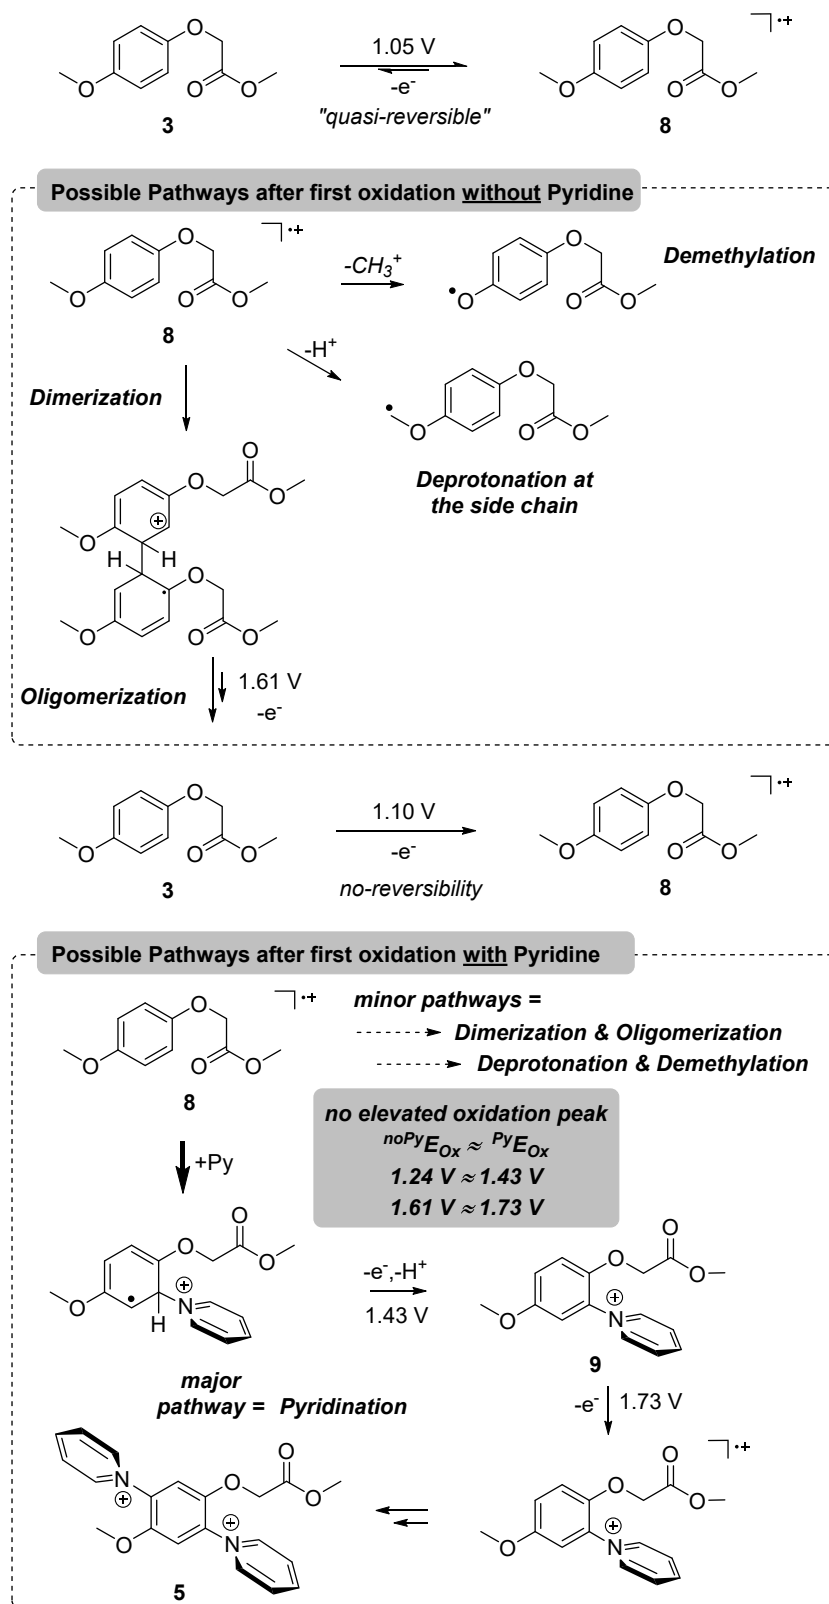 1.05 V
-e-
"quasi-reversible"
O
O
O
O
3
O
O
O
O
•+
8
Possible Pathways after first oxidation without Pyridine
O
O
O
O
•+
8
-CH3+
•O
O
O
O
Demethylation
-H+
•
O
O
O
O
Deprotonation at
the side chain
Dimerization
O
O
O
O
+
H
H
O
O
O
O
•
Oligomerization
1.61 V
-e-
O
O
O
O
3
1.10 V
-e-
no-reversibility
O
O
O
O
•+
8
Possible Pathways after first oxidation with Pyridine
O
O
O
O
•+
8
minor pathways =
Dimerization & Oligomerization
Deprotonation & Demethylation
no elevated oxidation peak
noPyEOx ≈ PyEOx
1.24 V ≈ 1.43 V
1.61 V ≈ 1.73 V
+Py
O
O
O
O
•
H
N
+
-e-,-H+
1.43 V
O
O
O
O
N
+
9
major
pathway = Pyridination
-e- 1.73 V
N
+
O
O
O
O
N
+
5
O
O
O
O
N
+
•+